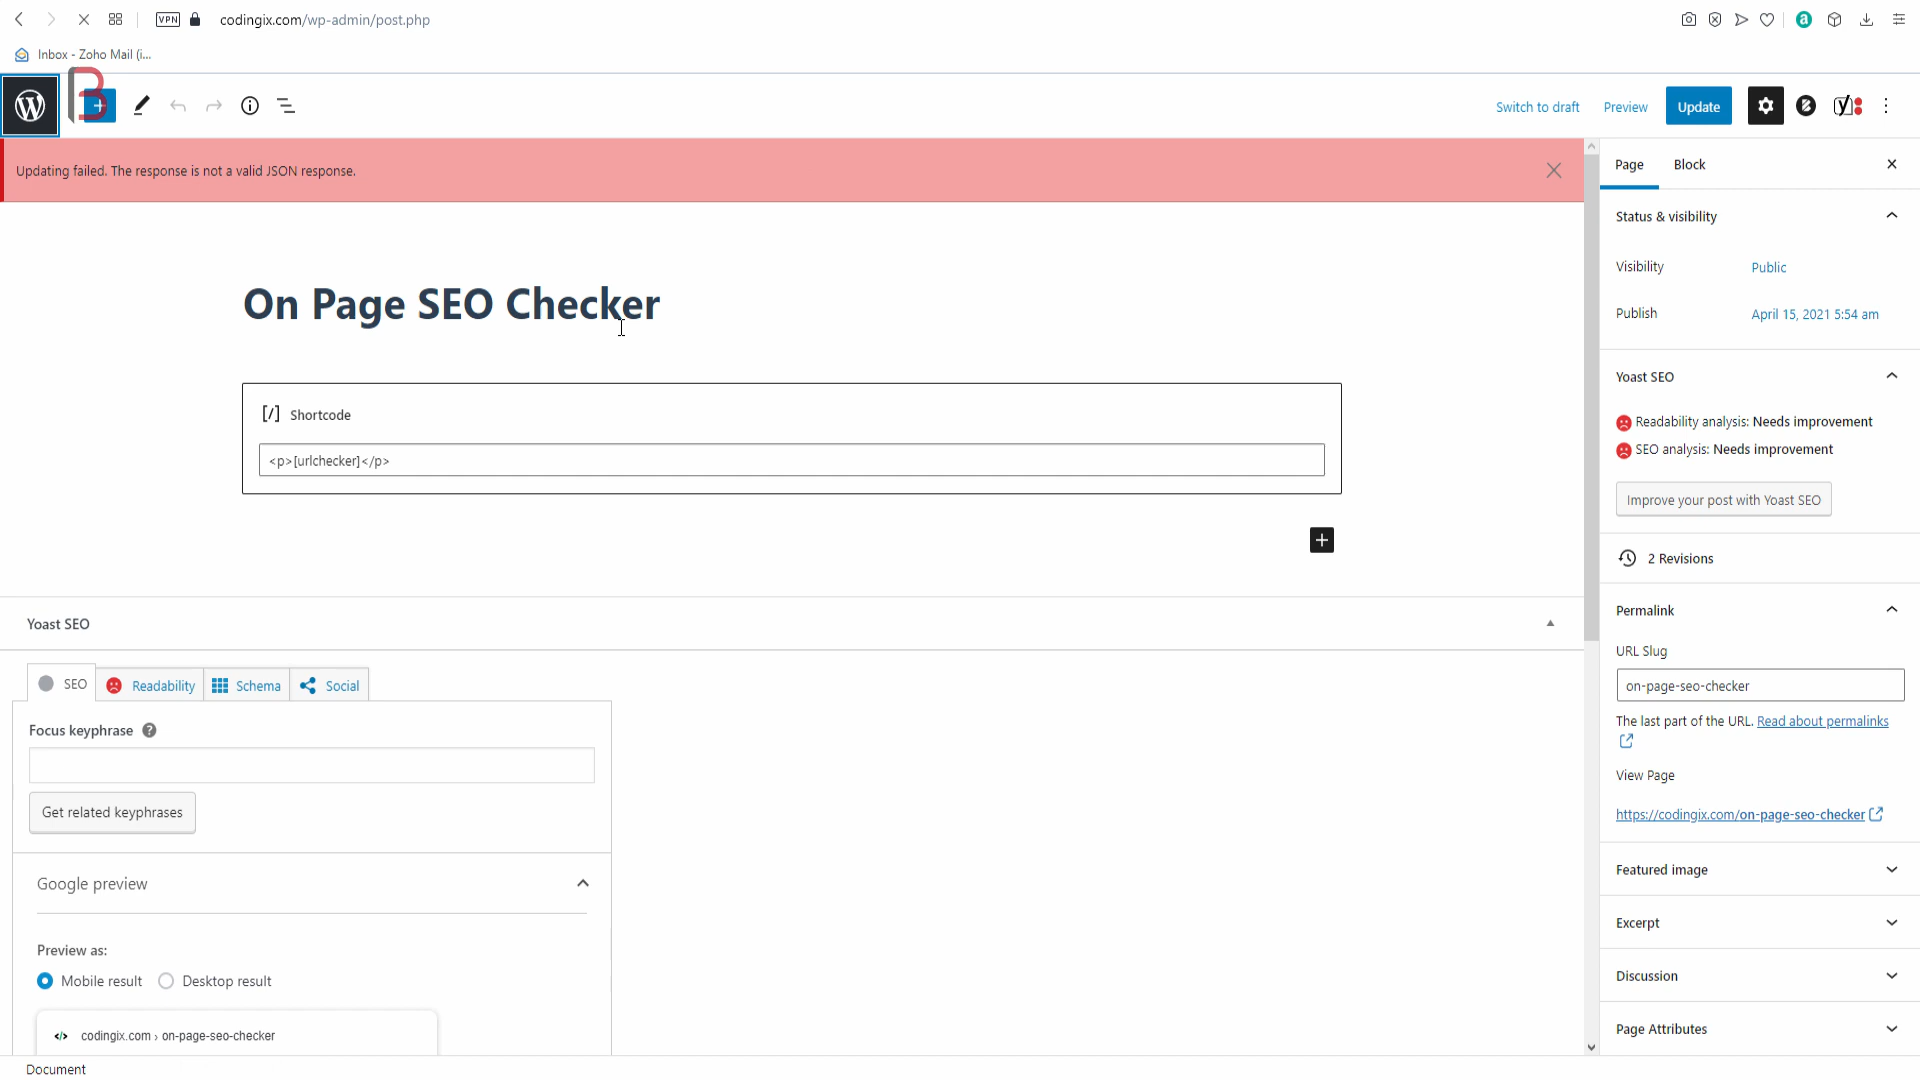 VPN codingix.com/wp-admin/post.php
Inbox - Zoho Mail (i...
Switch to draft Preview Update
Updating failed. The response is not a valid JSON response.
On Page SEO Checker
[/] Shortcode
<p>[urlchecker]</p>
Yoast SEO
SEO Readability Schema Social
Focus keyphrase
Get related keyphrases
Google preview
Preview as:
Mobile result Desktop result
codingix.com › on-page-seo-checker
Document
Page Block
Status & visibility
Visibility Public
Publish April 15, 2021 5:54 am
Yoast SEO
Readability analysis: Needs improvement
SEO analysis: Needs improvement
Improve your post with Yoast SEO
2 Revisions
Permalink
URL Slug
on-page-seo-checker
The last part of the URL. Read about permalinks
View Page
https://codingix.com/on-page-seo-checker
Featured image
Excerpt
Discussion
Page Attributes